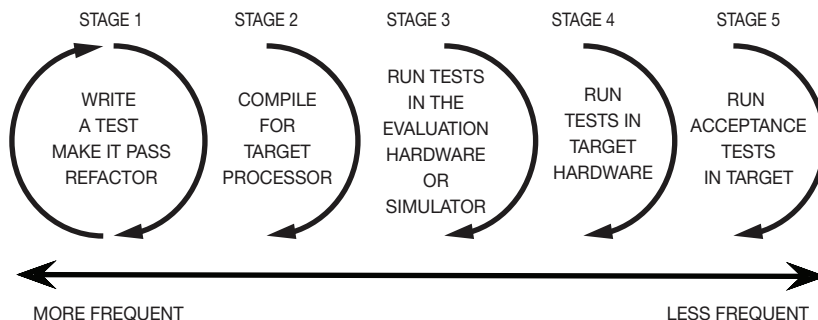 STAGE 1
STAGE 2
STAGE 3
STAGE 4
STAGE 5
WRITE
A TEST
MAKE IT PASS
REFACTOR
COMPILE
FOR
TARGET
PROCESSOR
RUN TESTS
IN THE
EVALUATION
HARDWARE
OR
SIMULATOR
RUN
TESTS IN
TARGET
HARDWARE
RUN
ACCEPTANCE
TESTS
IN TARGET
MORE FREQUENT
LESS FREQUENT